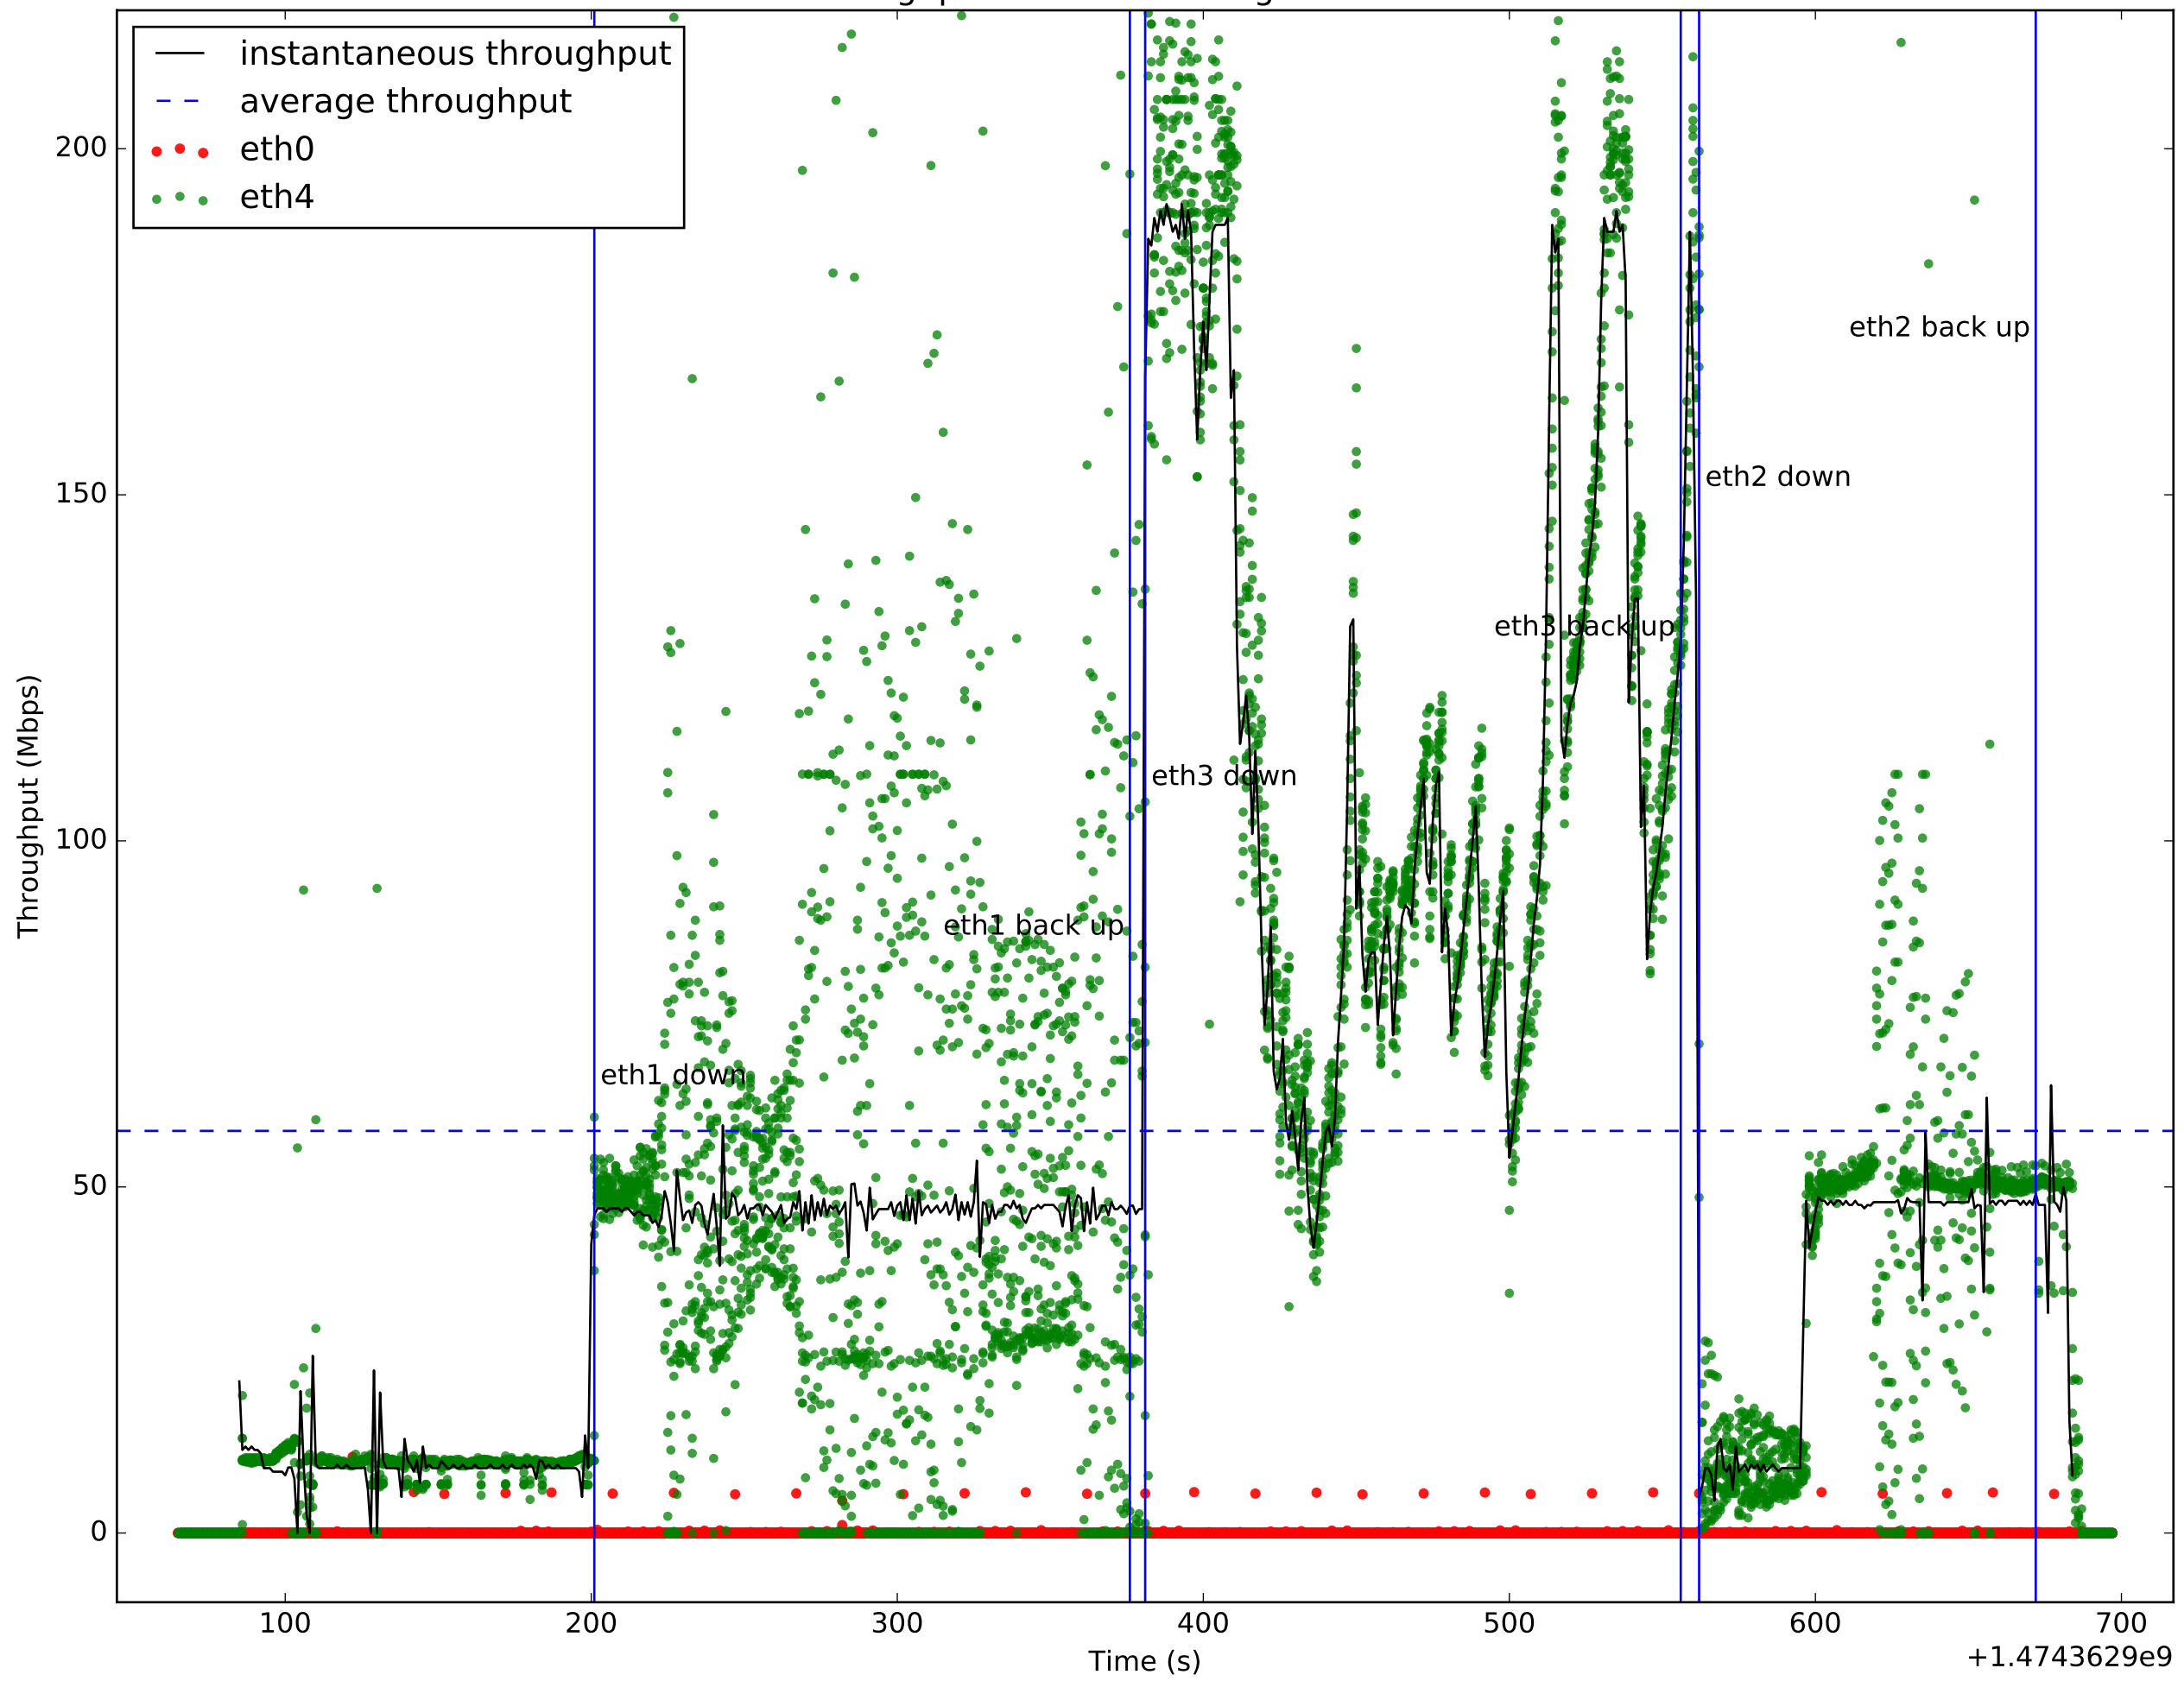 instantaneous throughput
average throughput
eth0
eth4
200
150
100
50
0
Throughput (Mbps)
eth2 back up
eth2 down
eth3 back up
eth3 down
eth1 back up
eth1 down
100 200 300 400 500 600 700
Time (s)
+1.4743629e9